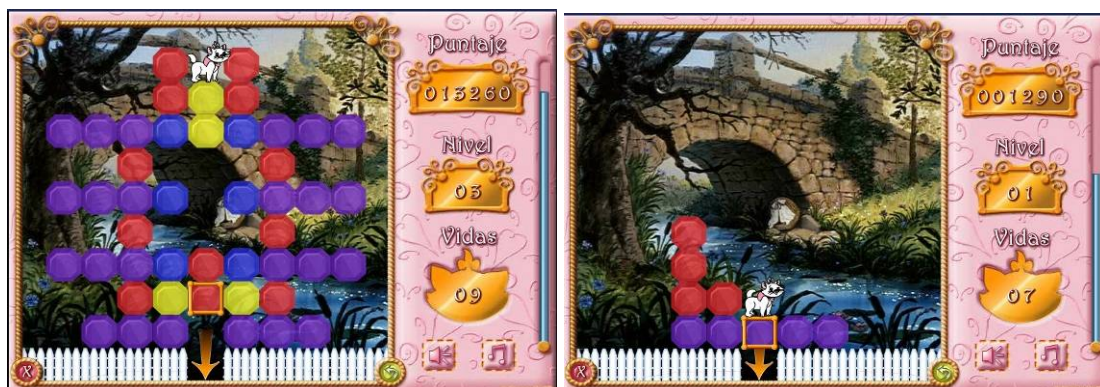 Puntaje
013260
Nivel
03
Vidas
09
X
Puntaje
001290
Nivel
01
Vidas
07
X